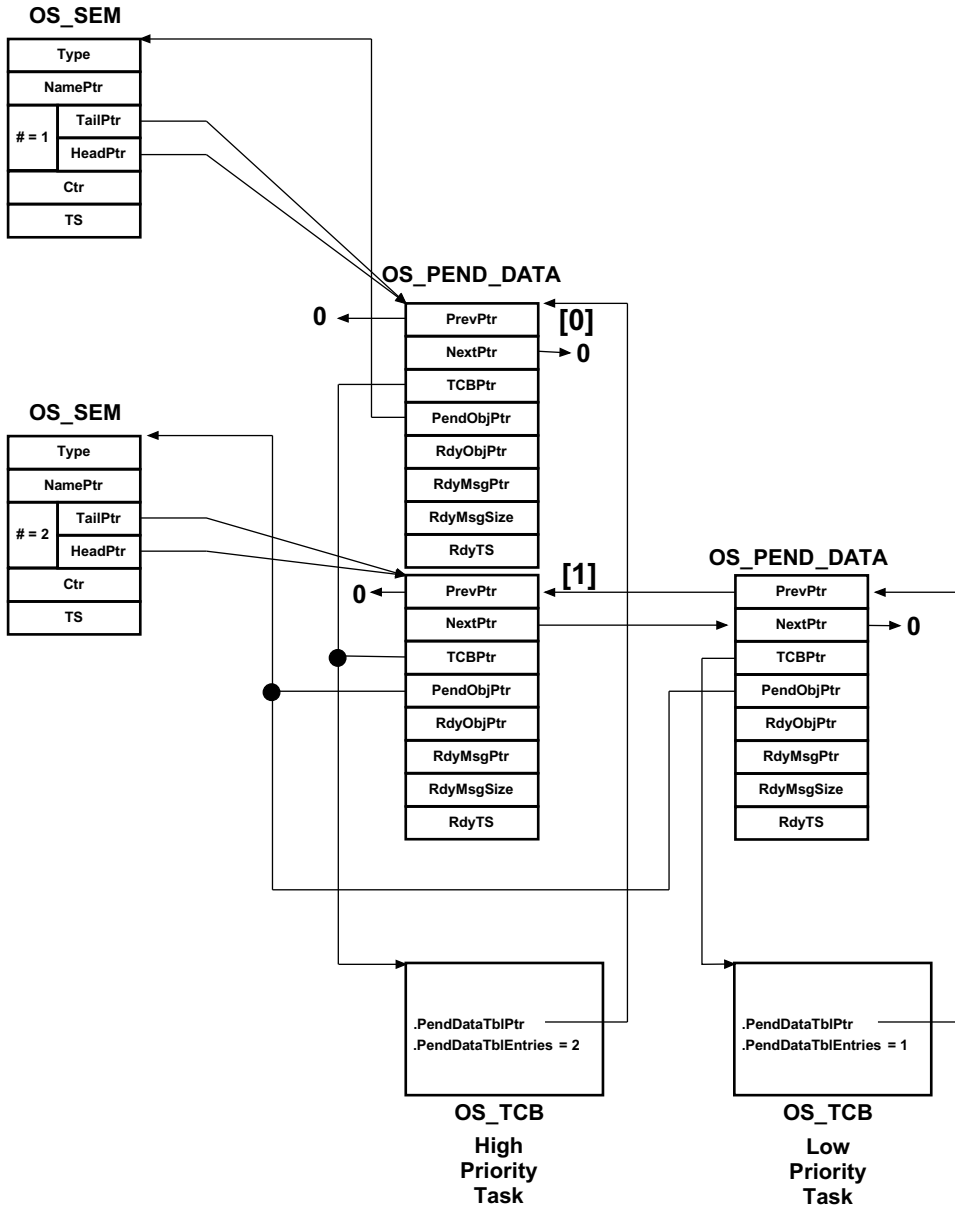 OS_SEM
Type
NamePtr
# = 1
TailPtr
HeadPtr
Ctr
TS
OS_PEND_DATA
[0]
0
PrevPtr
NextPtr
0
TCBPtr
PendObjPtr
RdyObjPtr
RdyMsgPtr
RdyMsgSize
RdyTS
OS_SEM
Type
NamePtr
# = 2
TailPtr
HeadPtr
Ctr
TS
[1]
0
PrevPtr
NextPtr
TCBPtr
PendObjPtr
RdyObjPtr
RdyMsgPtr
RdyMsgSize
RdyTS
OS_PEND_DATA
PrevPtr
NextPtr
0
TCBPtr
PendObjPtr
RdyObjPtr
RdyMsgPtr
RdyMsgSize
RdyTS
.PendDataTblPtr
.PendDataTblEntries = 2
OS_TCB
High
Priority
Task
.PendDataTblPtr
.PendDataTblEntries = 1
OS_TCB
Low
Priority
Task